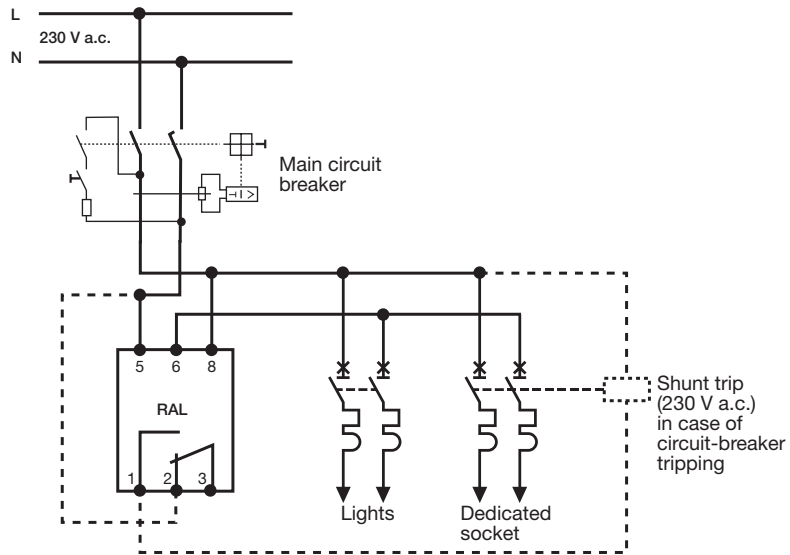 L
230 V a.c.
N
Main circuit
breaker
5 6 8
RAL
1 2 3
Shunt trip
(230 V a.c.)
in case of
circuit-breaker
tripping
Lights
Dedicated
socket